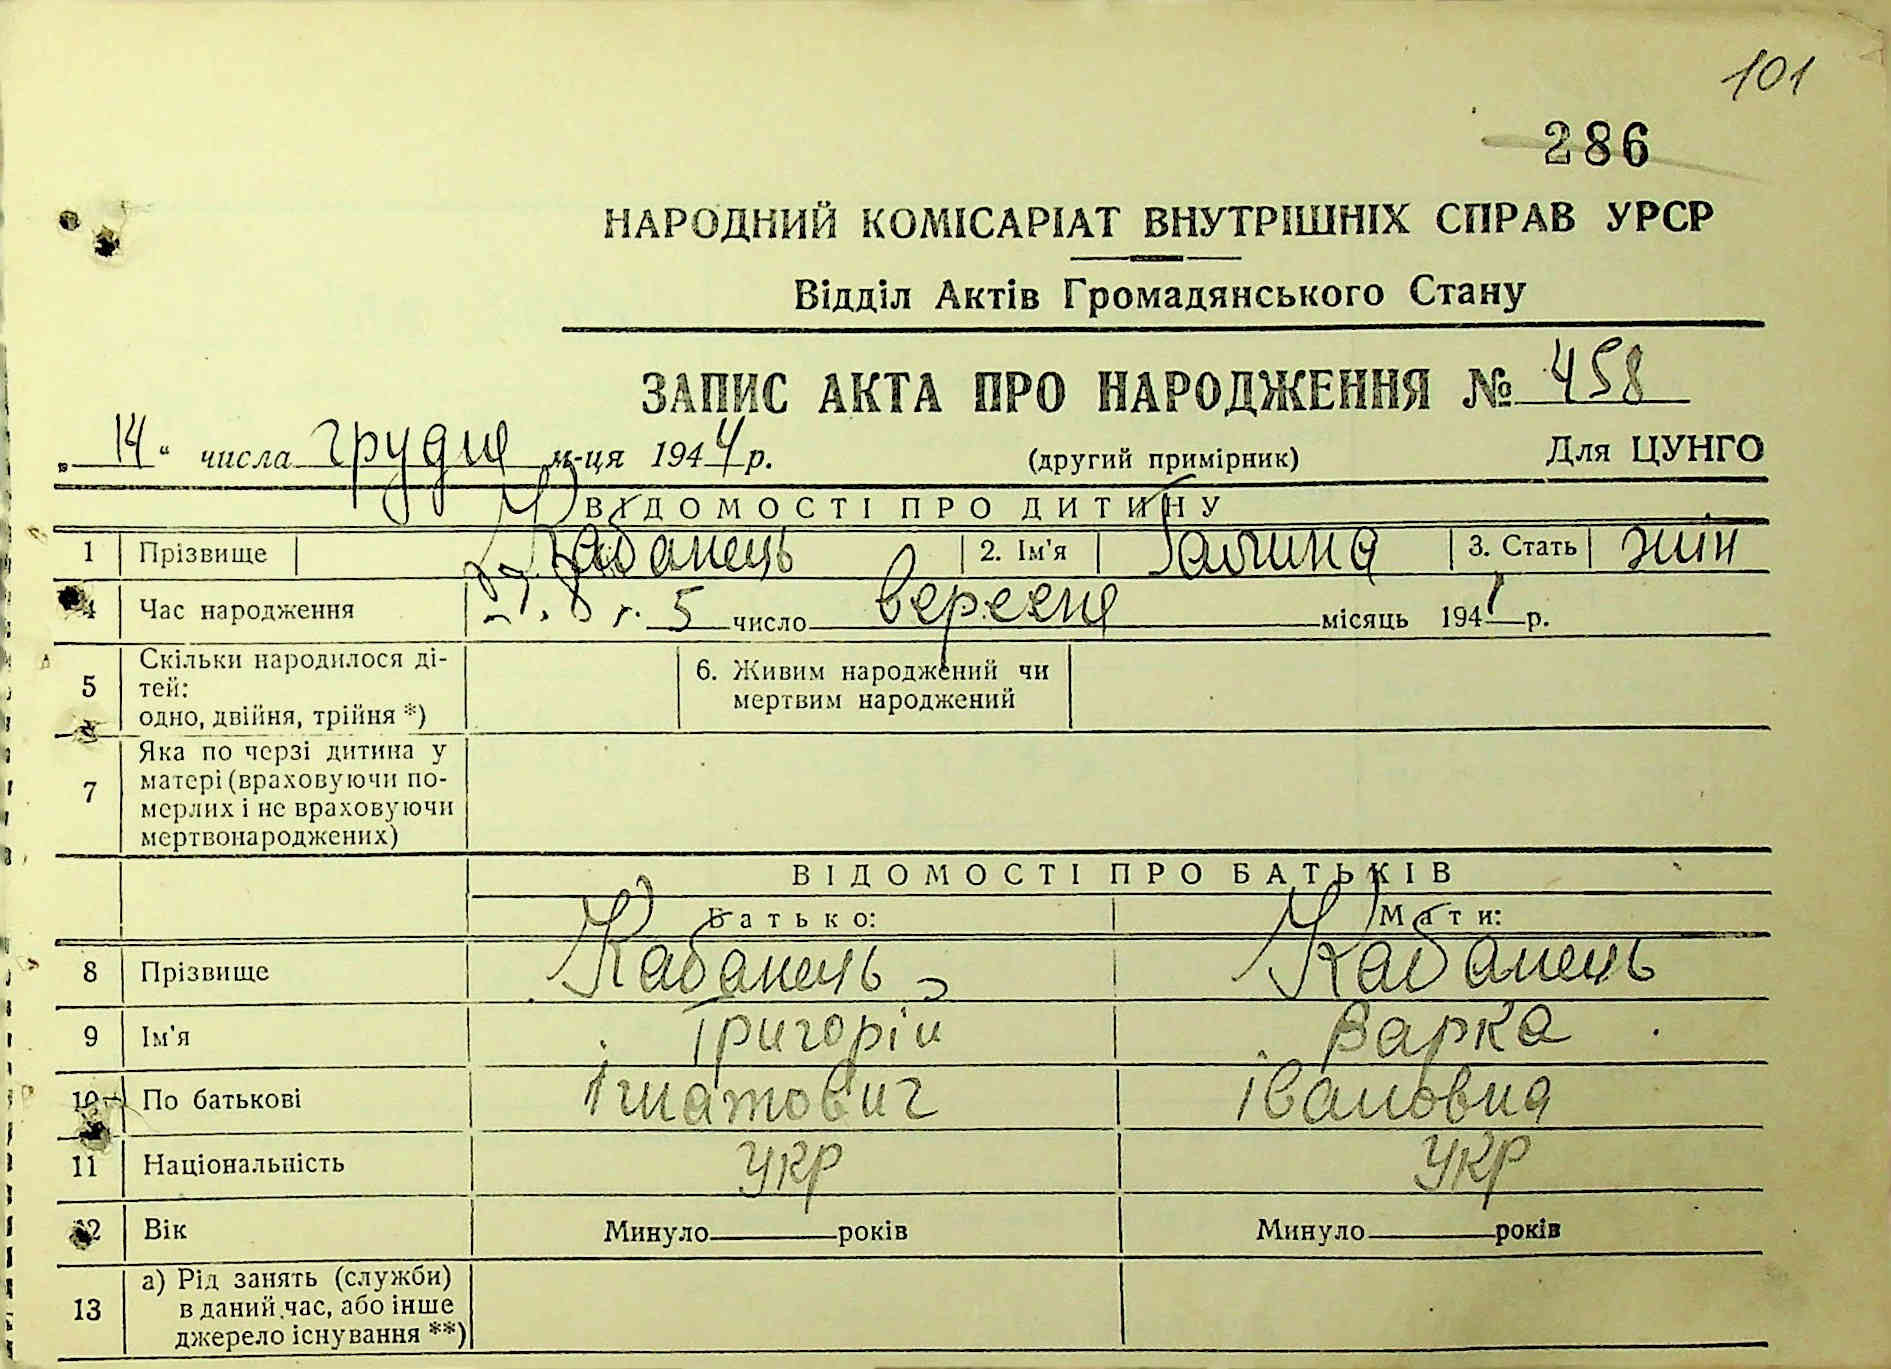 101
286
НАРОДНИЙ КОМІСАРІАТ ВНУТРІШНІХ СПРАВ УРСР
Відділ Актів Громадянського Стану
ЗАПИС АКТА ПРО НАРОДЖЕННЯ № 458
„14“ числа грудня м-ця 1944 р. (другий примірник) Для ЦУНГО
ВІДОМОСТІ ПРО ДИТИНУ
1 Прізвище Кабанець 2. Ім'я Галина 3. Стать жін
4 Час народження 5 число вересня місяць 1941 р.
5 Скільки народилося ді-
тей:
одно, двійня, трійня *)
6. Живим народжений чи
мертвим народжений
7 Яка по черзі дитина у
матері (враховуючи по-
мерлих і не враховуючи
мертвонароджених)
ВІДОМОСТІ ПРО БАТЬКІВ
Батько: Мати:
8 Прізвище Кабанець Кабанець
9 Ім'я Григорій Варка
10 По батькові Ігнатович Івановна
11 Національність укр укр
12 Вік Минуло років Минуло років
13 а) Рід занять (служби)
в даний час, або інше
джерело існування **)